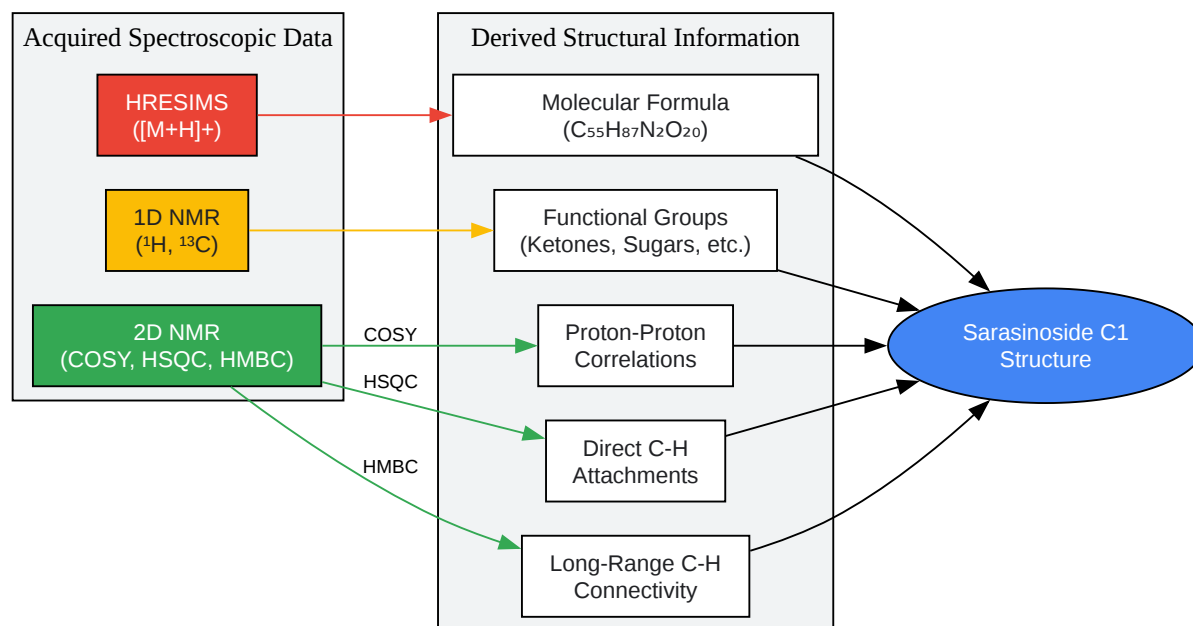 Acquired Spectroscopic Data
HRESIMS
([M+H]+)
1D NMR
(¹H, ¹³C)
2D NMR
(COSY, HSQC, HMBC)
COSY
HSQC
HMBC
Derived Structural Information
Molecular Formula
(C₅₅H₈₇N₂O₂₀)
Functional Groups
(Ketones, Sugars, etc.)
Proton-Proton
Correlations
Direct C-H
Attachments
Long-Range C-H
Connectivity
Sarasinoside C1
Structure